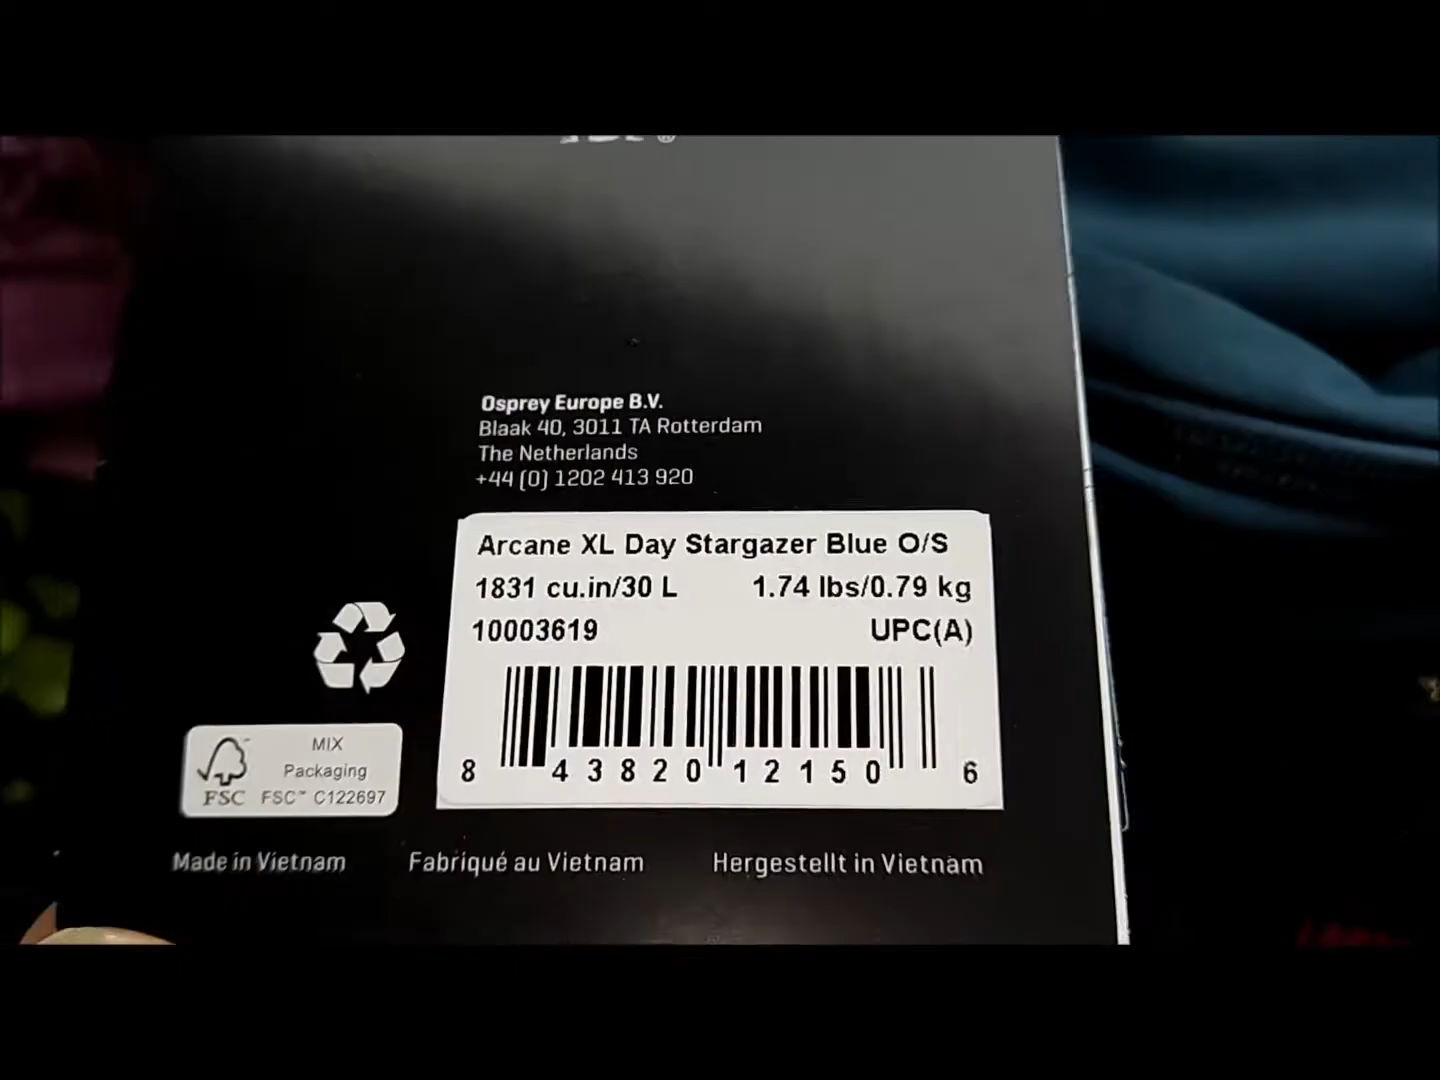 Osprey Europe B.V.
Blaak 40, 3011 TA Rotterdam
The Netherlands
+44 (0) 1202 413 920
Arcane XL Day Stargazer Blue O/S
1831 cu.in/30 L 1.74 lbs/0.79 kg
10003619 UPC(A)
8 43820 12150 6
MIX
Packaging
FSC FSC™ C122697
Made in Vietnam Fabriqué au Vietnam Hergestellt in Vietnam